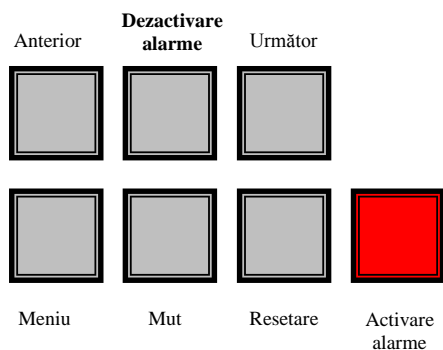 Anterior
Dezactivare
alarme
Următor
Meniu
Mut
Resetare
Activare
alarme